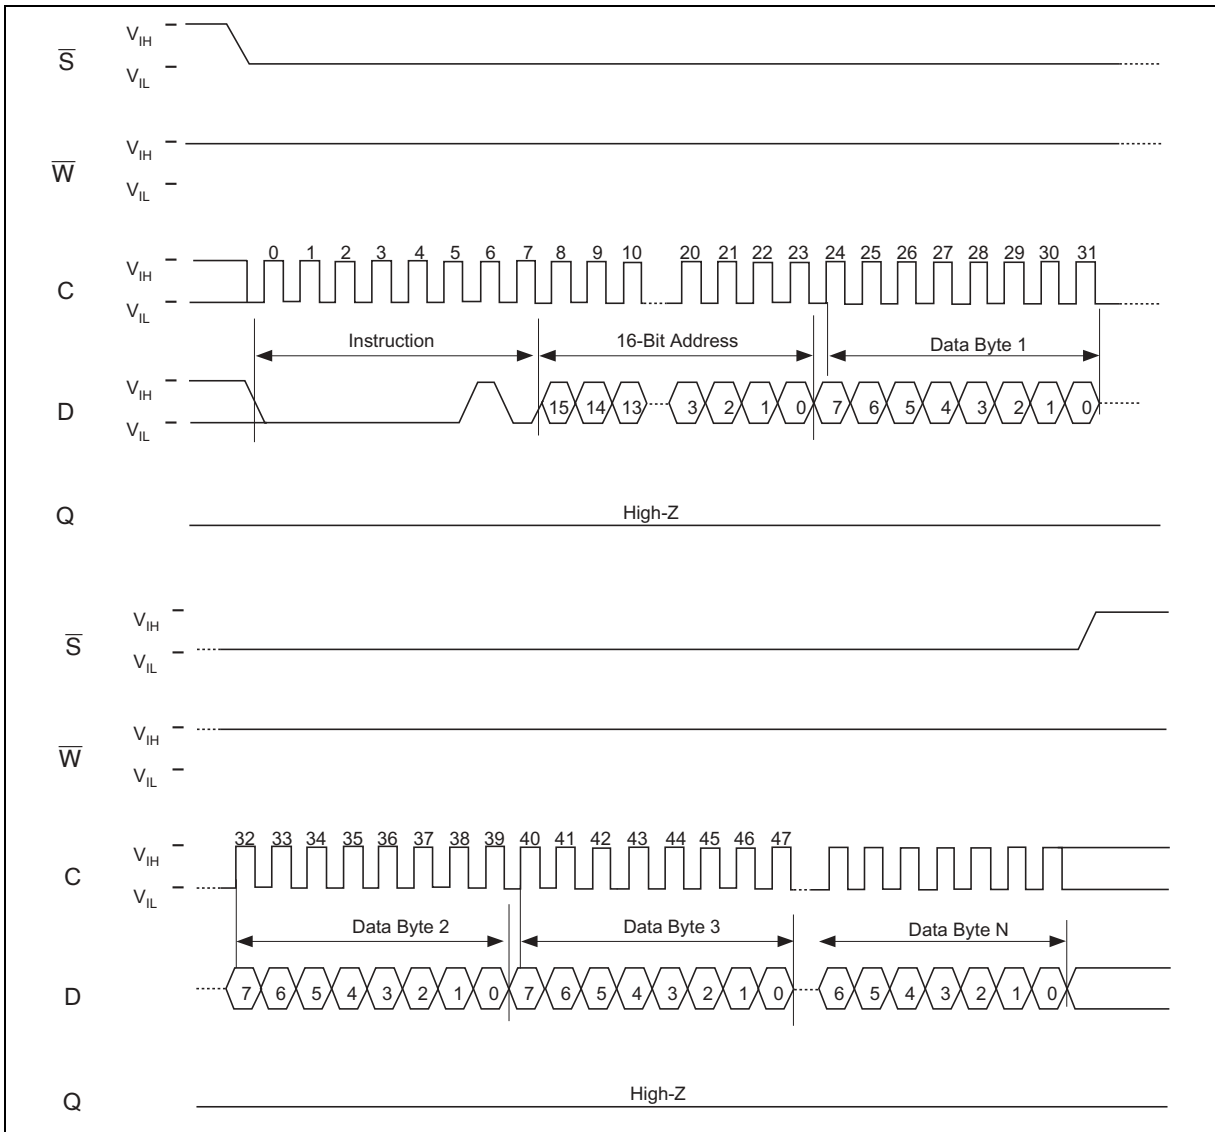 S̅ V_IH
V_IL
W̅ V_IH
V_IL
0 1 2 3 4 5 6 7 8 9 10 20 21 22 23 24 25 26 27 28 29 30 31
C V_IH
V_IL
Instruction 16-Bit Address Data Byte 1
D V_IH
V_IL
15 14 13 3 2 1 0 7 6 5 4 3 2 1 0
Q High-Z
S̅ V_IH
V_IL
W̅ V_IH
V_IL
32 33 34 35 36 37 38 39 40 41 42 43 44 45 46 47
C V_IH
V_IL
Data Byte 2 Data Byte 3 Data Byte N
D 7 6 5 4 3 2 1 0 7 6 5 4 3 2 1 0 6 5 4 3 2 1 0
Q High-Z